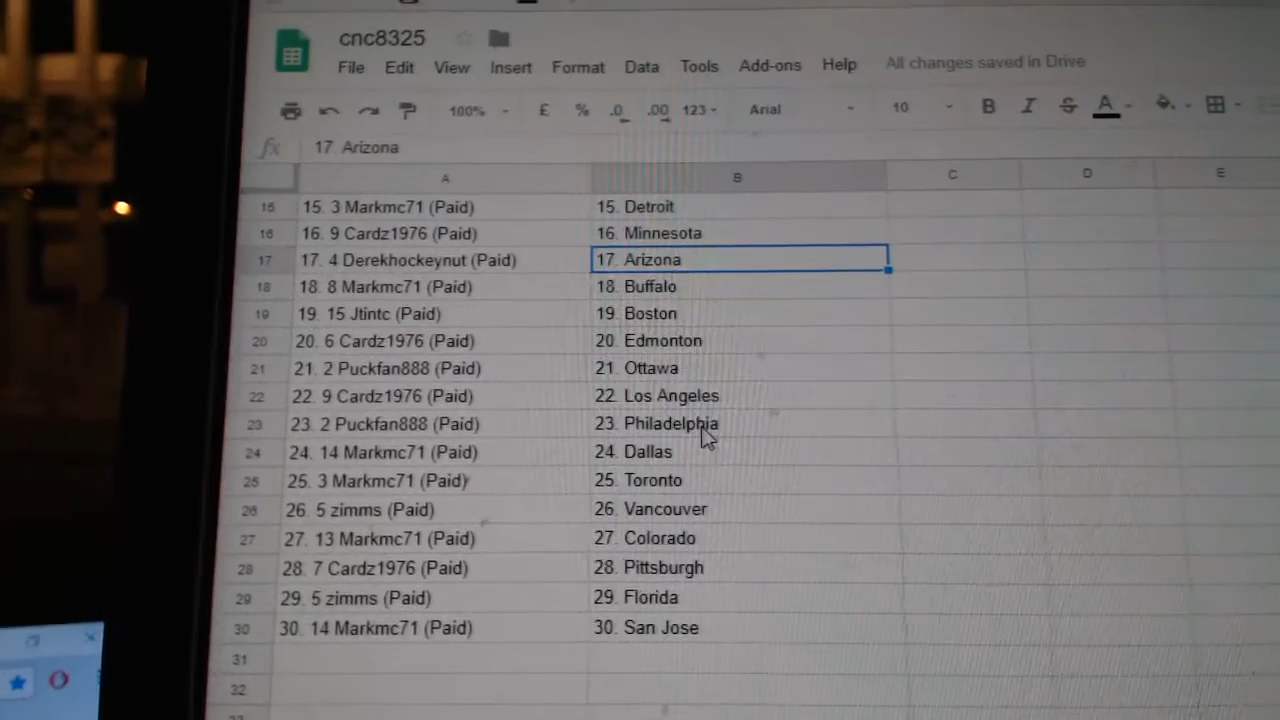 cnc8325
File Edit View Insert Format Data Tools Add-ons Help All changes saved in Drive
100% £ % .0 .00 123 Arial 10 B I S A
fx 17. Arizona
A B C D E
15 15. 3 Markmc71 (Paid) 15. Detroit
16 16. 9 Cardz1976 (Paid) 16. Minnesota
17 17. 4 Derekhockeynut (Paid) 17. Arizona
18 18. 8 Markmc71 (Paid) 18. Buffalo
19 19. 15 Jtintc (Paid) 19. Boston
20 20. 6 Cardz1976 (Paid) 20. Edmonton
21 21. 2 Puckfan888 (Paid) 21. Ottawa
22 22. 9 Cardz1976 (Paid) 22. Los Angeles
23 23. 2 Puckfan888 (Paid) 23. Philadelphia
24 24. 14 Markmc71 (Paid) 24. Dallas
25 25. 3 Markmc71 (Paid) 25. Toronto
26 26. 5 zimms (Paid) 26. Vancouver
27 27. 13 Markmc71 (Paid) 27. Colorado
28 28. 7 Cardz1976 (Paid) 28. Pittsburgh
29 29. 5 zimms (Paid) 29. Florida
30 30. 14 Markmc71 (Paid) 30. San Jose
31
32